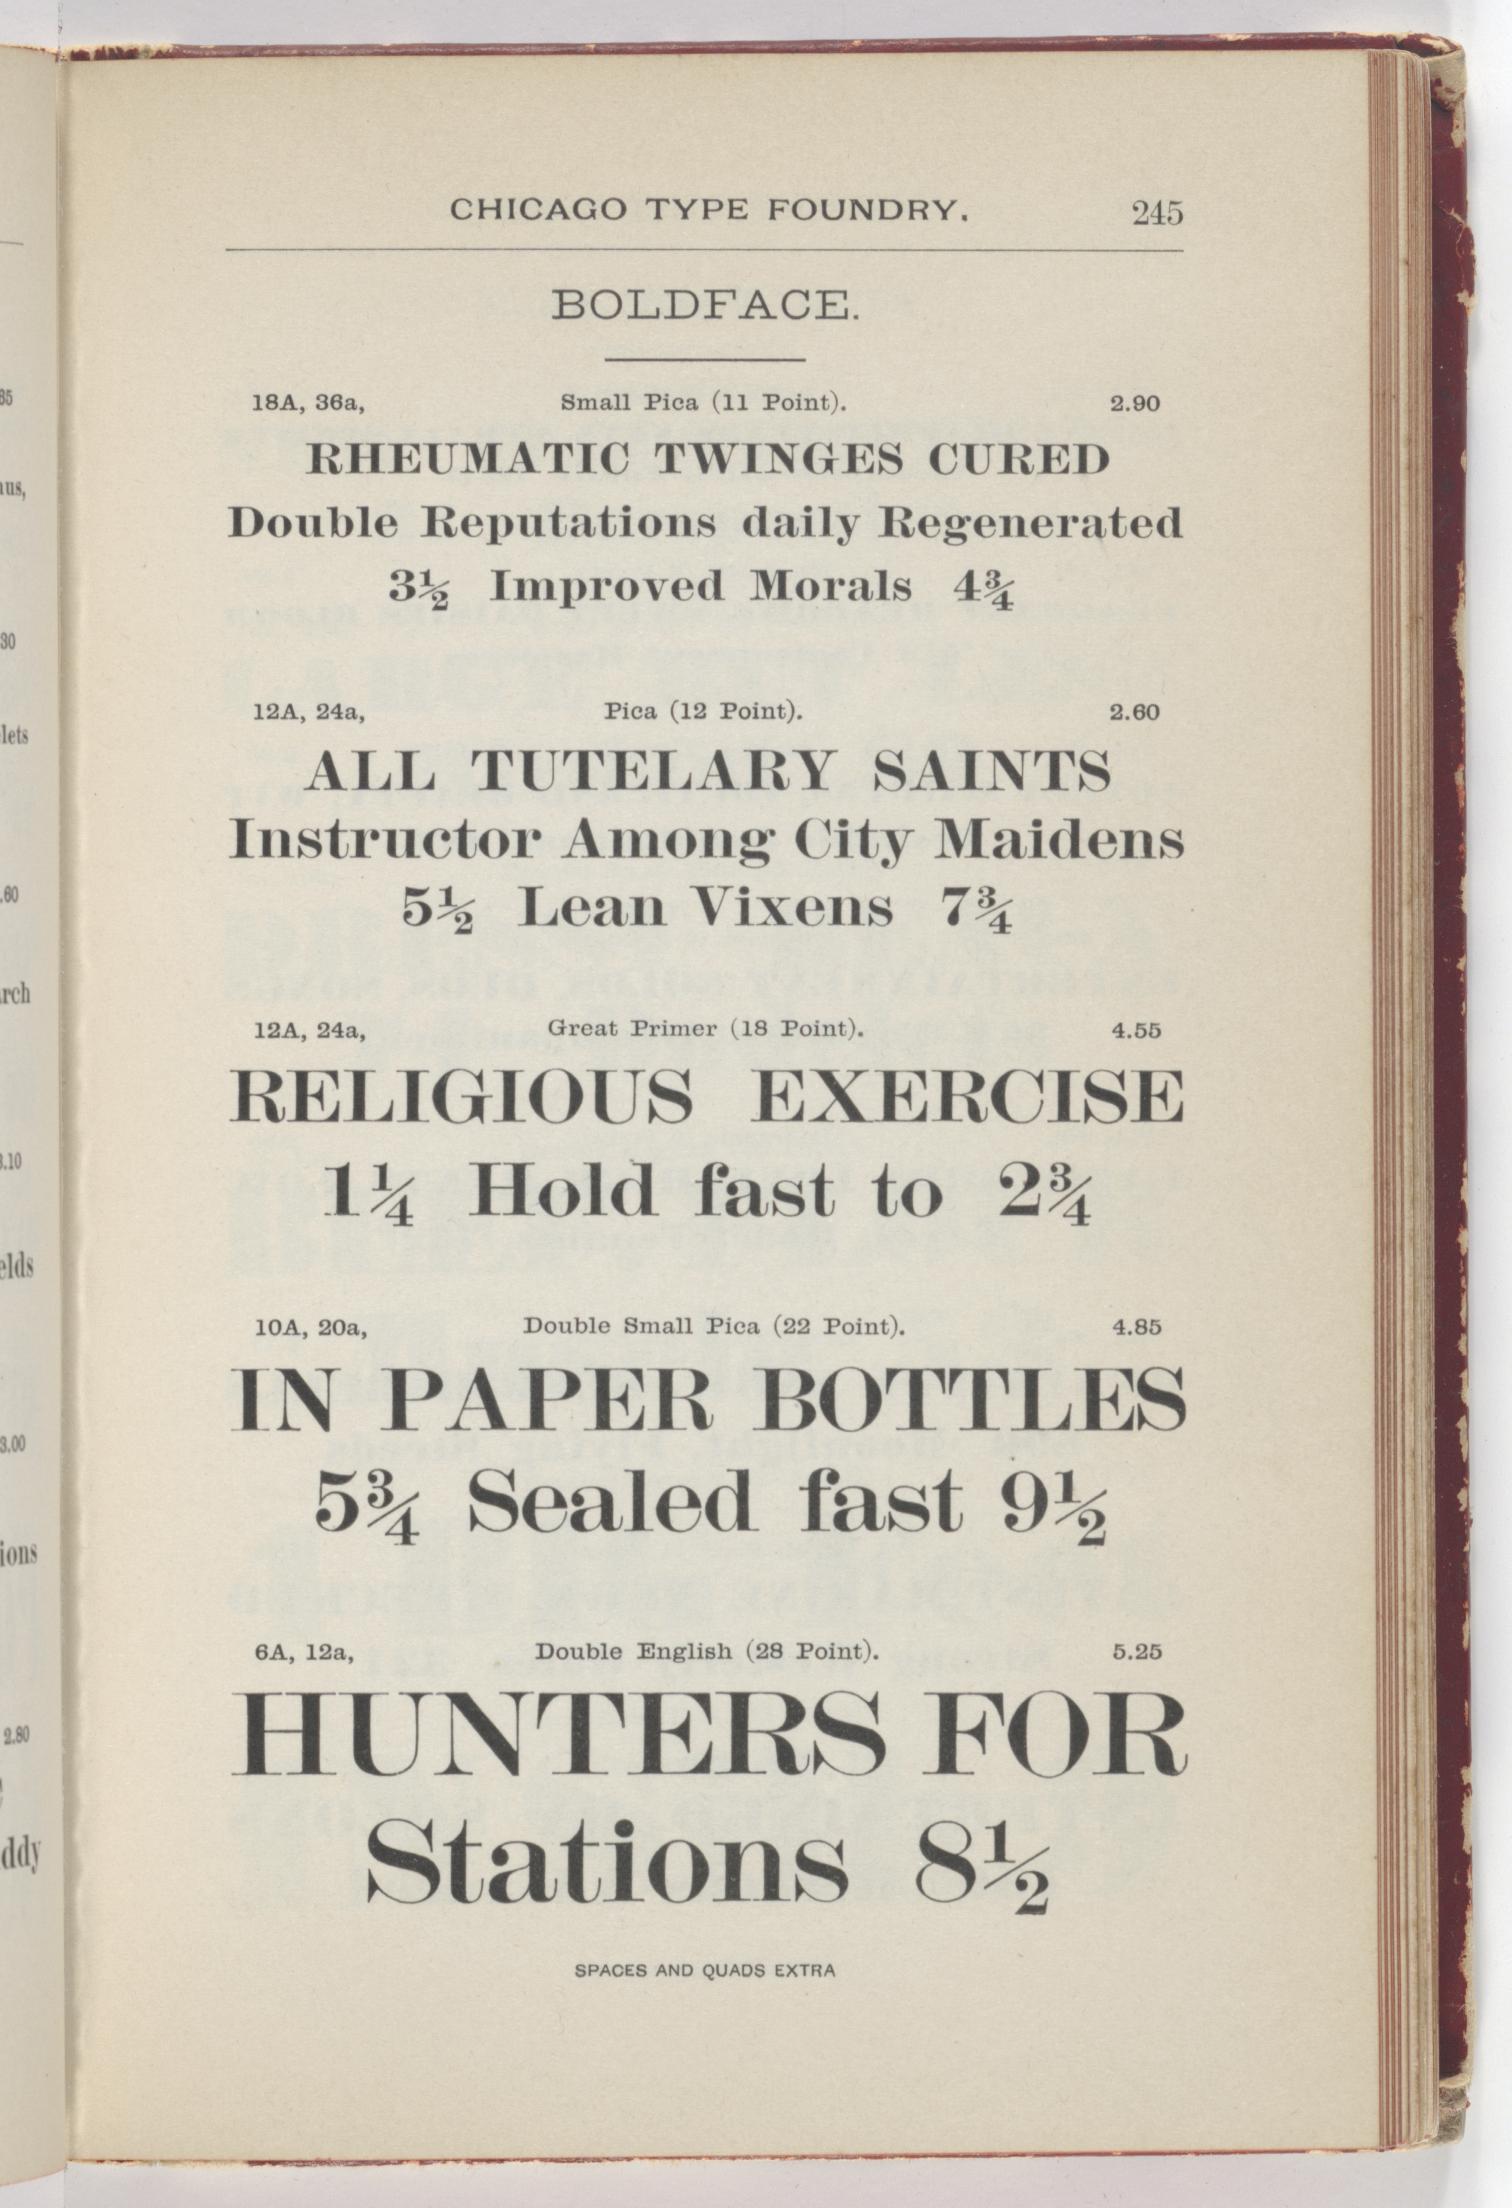 CHICAGO TYPE FOUNDRY. 245
BOLDFACE.
18A, 36a, Small Pica (11 Point). 2.90
RHEUMATIC TWINGES CURED
Double Reputations daily Regenerated
3½ Improved Morals 4¾
12A, 24a, Pica (12 Point). 2.60
ALL TUTELARY SAINTS
Instructor Among City Maidens
5½ Lean Vixens 7¾
12A, 24a, Great Primer (18 Point). 4.55
RELIGIOUS EXERCISE
1¼ Hold fast to 2¾
10A, 20a, Double Small Pica (22 Point). 4.85
IN PAPER BOTTLES
5¾ Sealed fast 9½
6A, 12a, Double English (28 Point). 5.25
HUNTERS FOR
Stations 8½
SPACES AND QUADS EXTRA